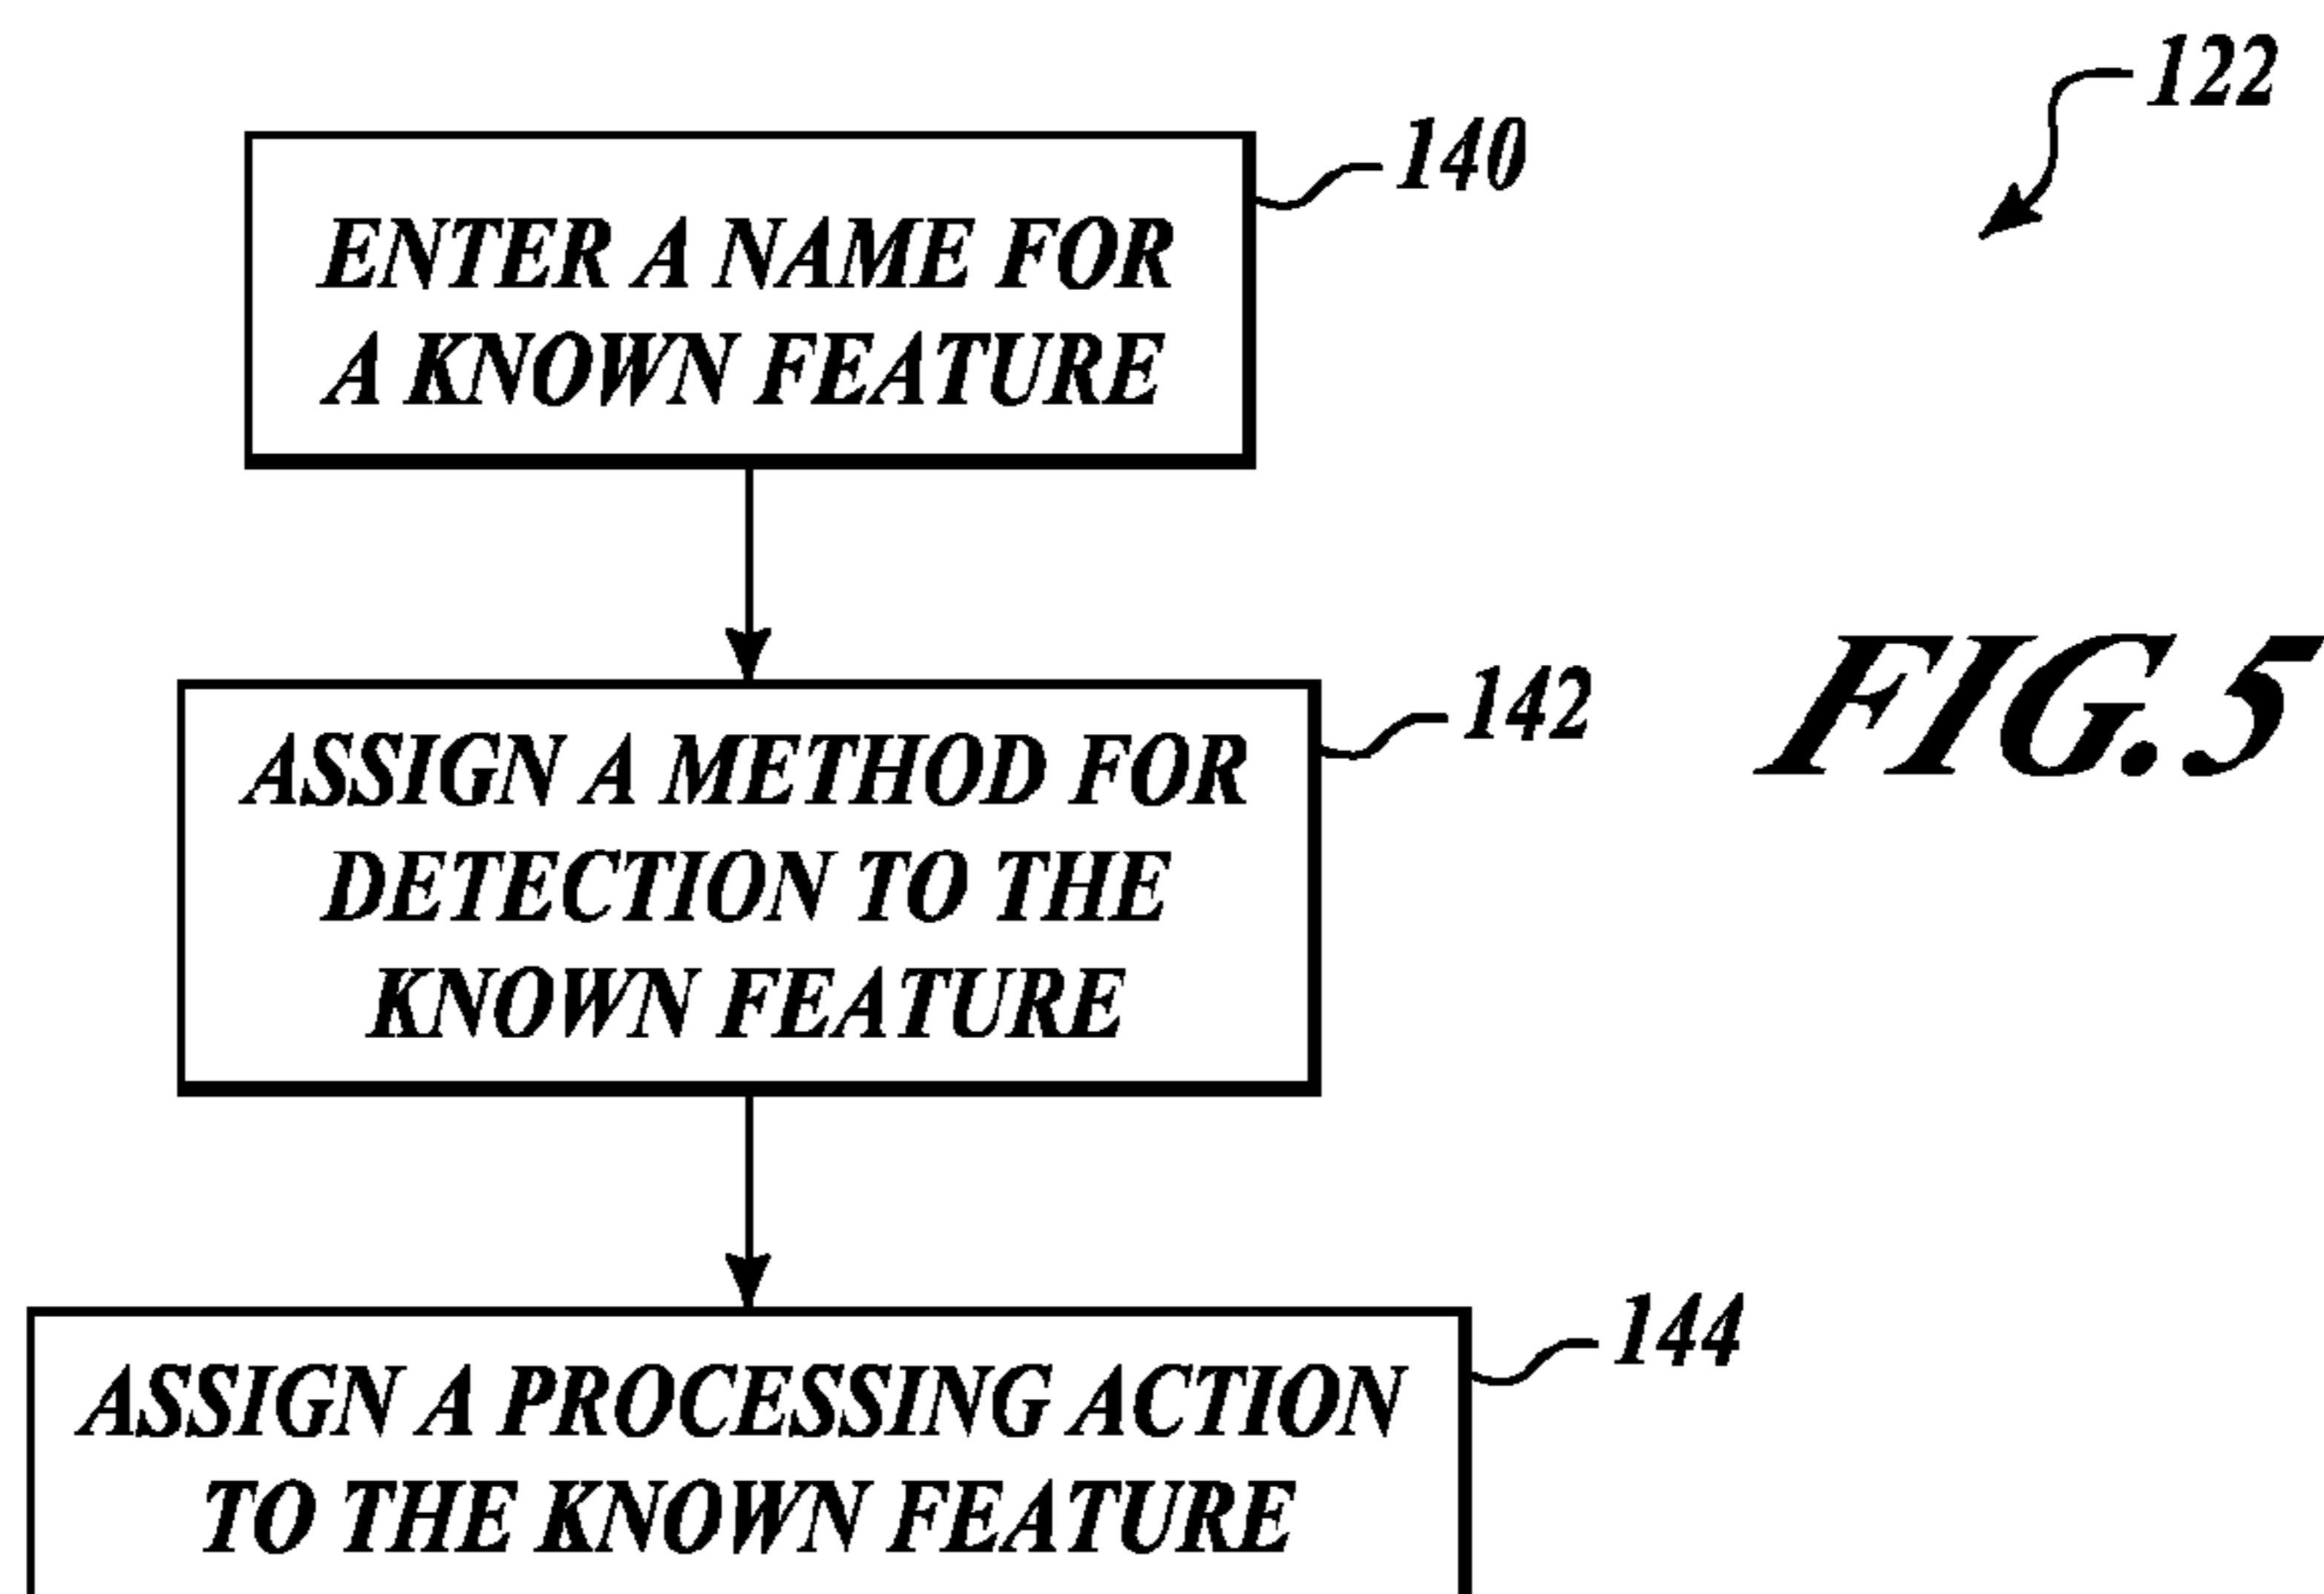 122
140
ENTER A NAME FOR
A KNOWN FEATURE
142
ASSIGN A METHOD FOR
DETECTION TO THE
KNOWN FEATURE
FIG. 5
144
ASSIGN A PROCESSING ACTION
TO THE KNOWN FEATURE